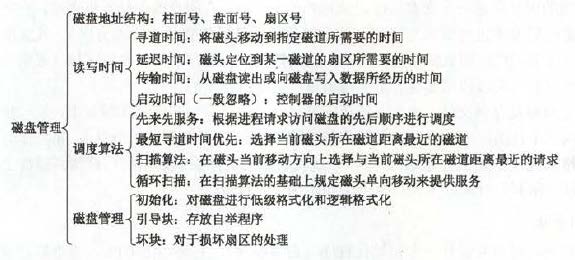 磁盘地址结构：柱面号、盘面号、扇区号
寻道时间：将磁头移动到指定磁道所需要的时间
延迟时间：磁头定位到某一磁道的扇区所需要的时间
读写时间
传输时间：从磁盘读出或向磁盘写入数据所经历的时间
启动时间（一般忽略）：控制器的启动时间
磁盘管理
先来先服务：根据进程请求访问磁盘的先后顺序进行调度
最短寻道时间优先：选择当前磁头所在磁道距离最近的磁道
调度算法
扫描算法：在磁头当前移动方向上选择与当前磁头所在磁道距离最近的请求
循环扫描：在扫描算法的基础上规定磁头单向移动来提供服务
初始化：对磁盘进行低级格式化和逻辑格式化
磁盘管理
引导块：存放自举程序
坏块：对于损坏扇区的处理